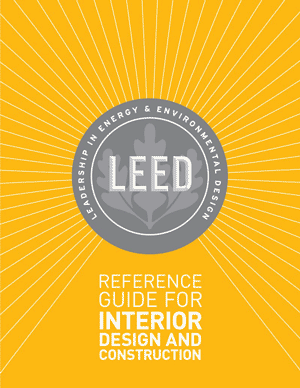 LEADERSHIP IN ENERGY & ENVIRONMENTAL DESIGN
LEED
REFERENCE
GUIDE FOR
INTERIOR
DESIGN AND
CONSTRUCTION